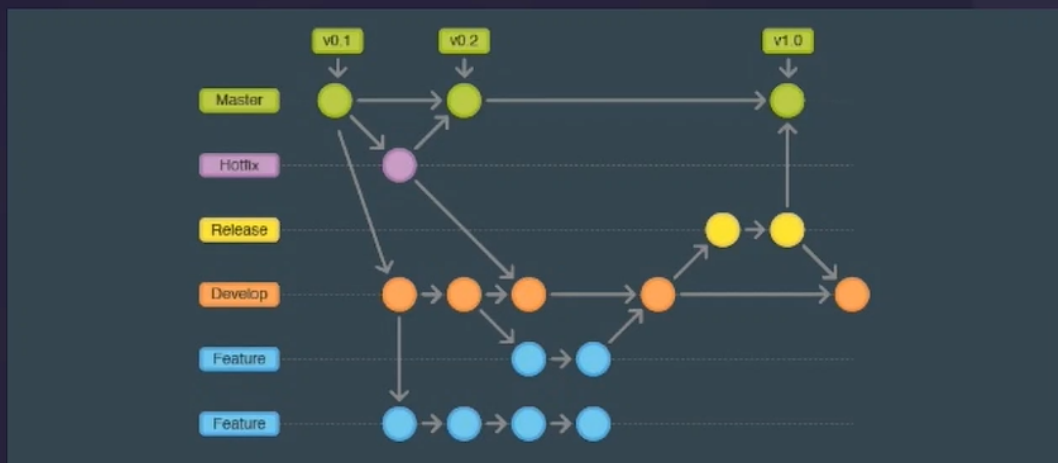 v0.1 v0.2 v1.0
Master
Hotfix
Release
Develop
Feature
Feature